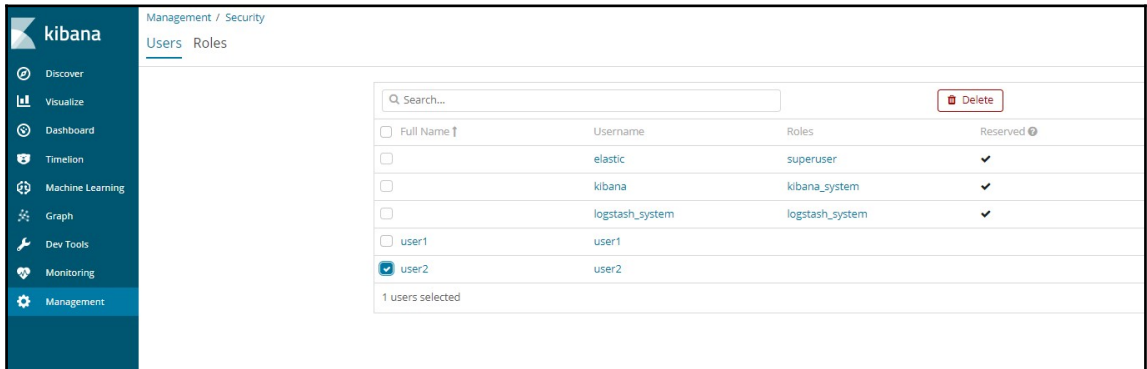 kibana
Discover
Visualize
Dashboard
Timelion
Machine Learning
Graph
Dev Tools
Monitoring
Management
Management / Security
Users Roles
Search... Delete
Full Name Username Roles Reserved
elastic superuser
kibana kibana_system
logstash_system logstash_system
user1 user1
user2 user2
1 users selected